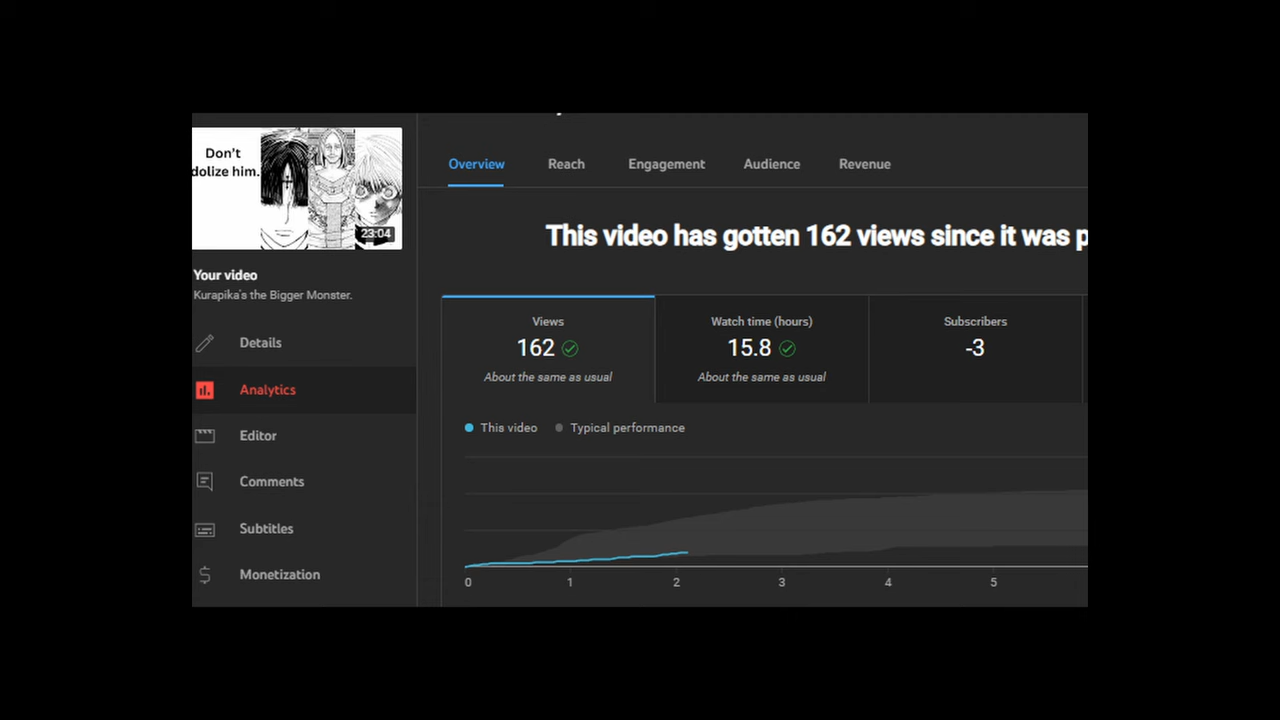 Don't
dolize him.
23:04
Your video
Kurapika's the Bigger Monster.
Details
Analytics
Editor
Comments
Subtitles
Monetization
Overview Reach Engagement Audience Revenue
This video has gotten 162 views since it was p
Views Watch time (hours) Subscribers
162 15.8 -3
About the same as usual About the same as usual
This video Typical performance
0 1 2 3 4 5